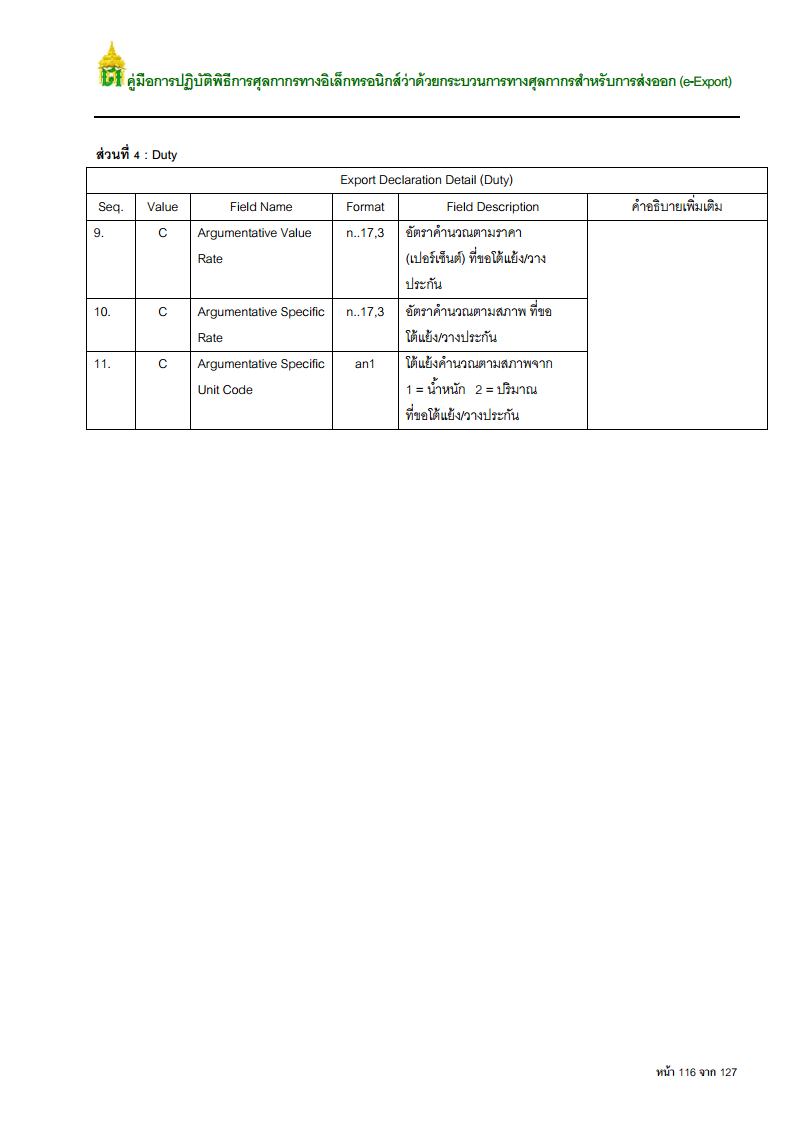 คู่มือการปฏิบัติพิธีการศุลกากรทางอิเล็กทรอนิกส์ว่าด้วยกระบวนการทางศุลกากรสำหรับการส่งออก (e-Export)
ส่วนที่ 4 : Duty
Export Declaration Detail (Duty)
Seq. Value Field Name Format Field Description คำอธิบายเพิ่มเติม
9. C Argumentative Value n..17,3 อัตราคำนวณตามราคา
Rate (เปอร์เซ็นต์) ที่ขอโต้แย้ง/วาง
ประกัน
10. C Argumentative Specific n..17,3 อัตราคำนวณตามสภาพ ที่ขอ
Rate โต้แย้ง/วางประกัน
11. C Argumentative Specific an1 โต้แย้งคำนวณตามสภาพจาก
Unit Code 1 = น้ำหนัก 2 = ปริมาณ
ที่ขอโต้แย้ง/วางประกัน
หน้า 116 จาก 127